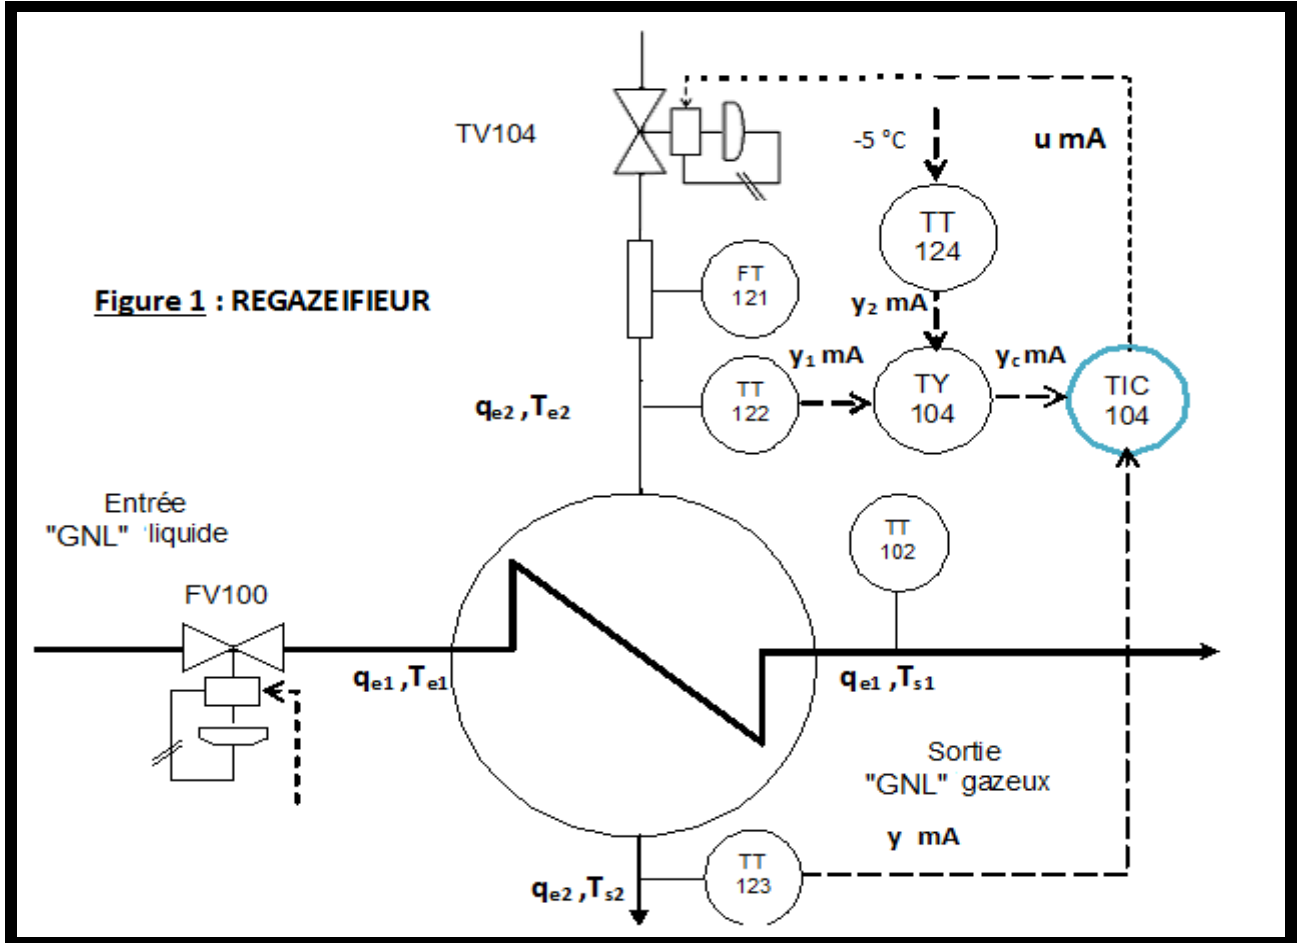 TV104
-5 °C
u mA
TT
124
FT
121
Figure 1 : REGAZEIFIEUR
y₂ mA
y₁ mA
y꜀ mA
TT
122
TY
104
TIC
104
qₑ₂ ,Tₑ₂
Entrée
"GNL" liquide
TT
102
FV100
qₑ₁ ,Tₑ₁
qₑ₁ ,Tₛ₁
Sortie
"GNL" gazeux
y mA
TT
123
qₑ₂ ,Tₛ₂